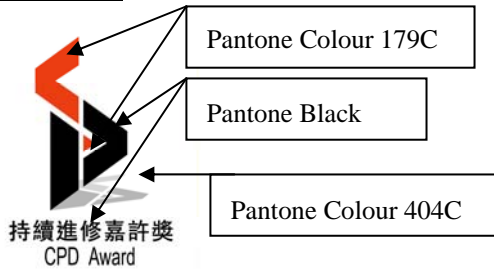 Pantone Colour 179C
Pantone Black
Pantone Colour 404C
持續進修嘉許獎
CPD Award